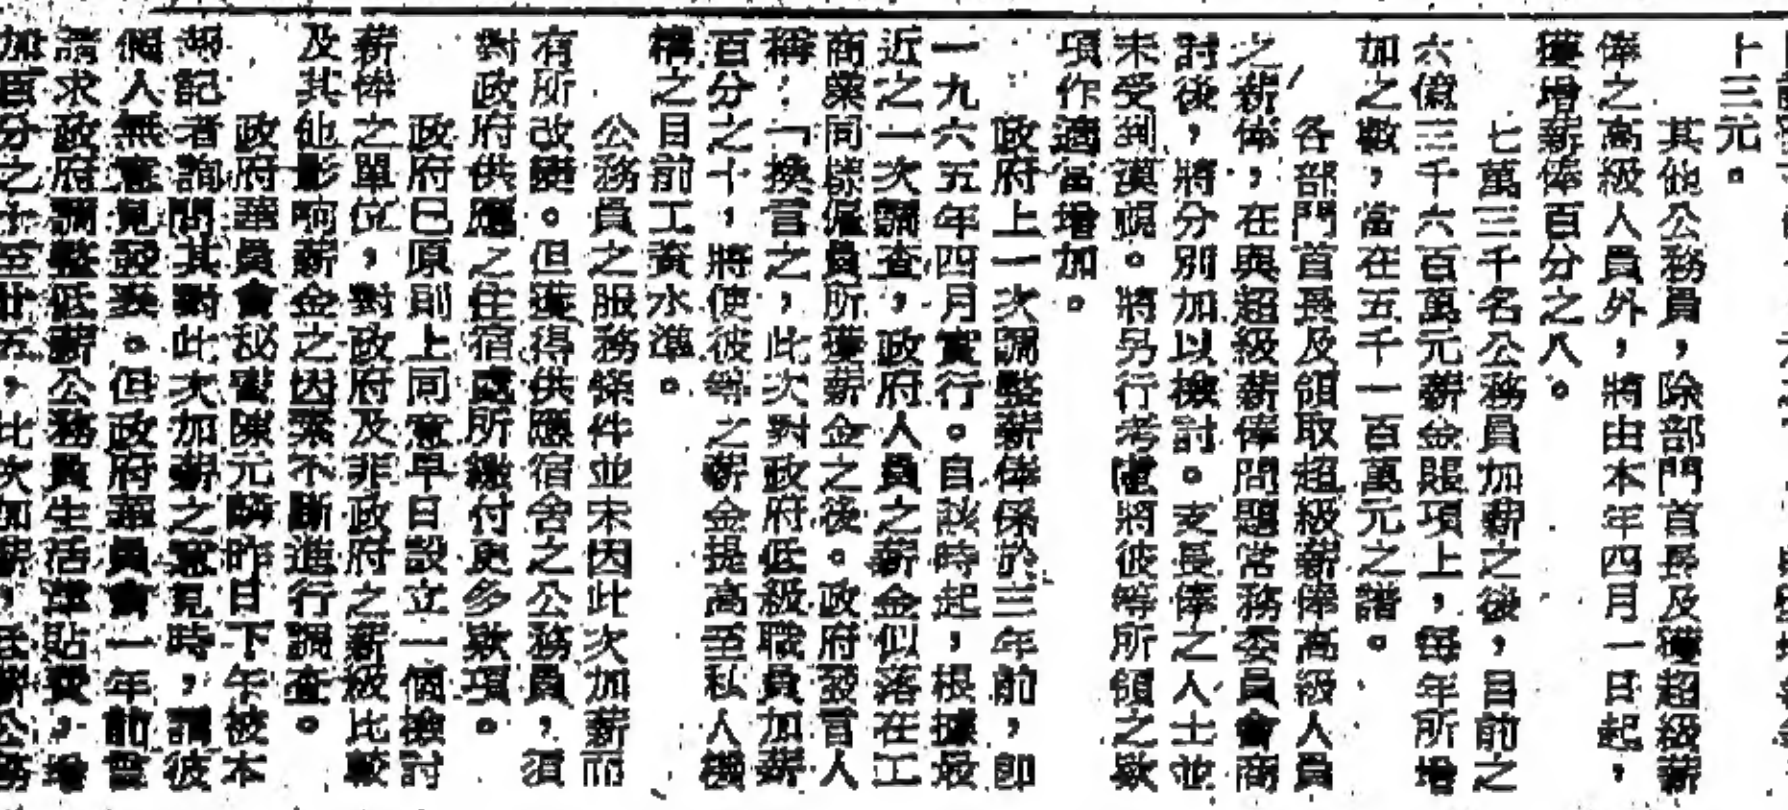 十三元。
其他公務員，除部門首長及獲超級薪
俸之高級人員外，將由本年四月一日起，
獲增薪俸百分之八。
七萬三千名公務員加薪之後，目前之
六億三千六百萬元薪金賬項上，每年所增
加之數，當在五千一百萬元之譜。
各部門首長及領取超級薪俸高級人員
之薪俸，在與超級薪俸問題常務委員會商
討後，將分別加以檢討。支長俸之人士並
未受到漠視。將另行考慮將彼等所領之欵
項作適當增加。
政府上一次調整薪俸係於三年前，即
一九六五年四月實行。自該時起，根據最
近之一次調查，政府人員之薪金似落在工
商業同樣僱員所獲薪金之後。政府發言人
稱：「換言之，此次對政府低級職員加薪
百分之十，將使彼等之薪金提高至私人機
構之目前工資水準。
公務員之服務條件並未因此次加薪而
有所改變。但獲得供應宿舍之公務員，須
對政府供應之住宿處所繳付更多欵項。
政府已原則上同意早日設立一個檢討
薪俸之單位，對政府及非政府之薪級比較
及其他影响薪金之因素不斷進行調查。
政府華員會秘書陳元麟昨日下午被本
報記者詢問其對此次加薪之意見時，謂彼
個人無意見發表。但政府華員會一年前曾
請求政府調整低薪公務員生活津貼費，增
加百分之十至廿五，此次加薪，低薪公務